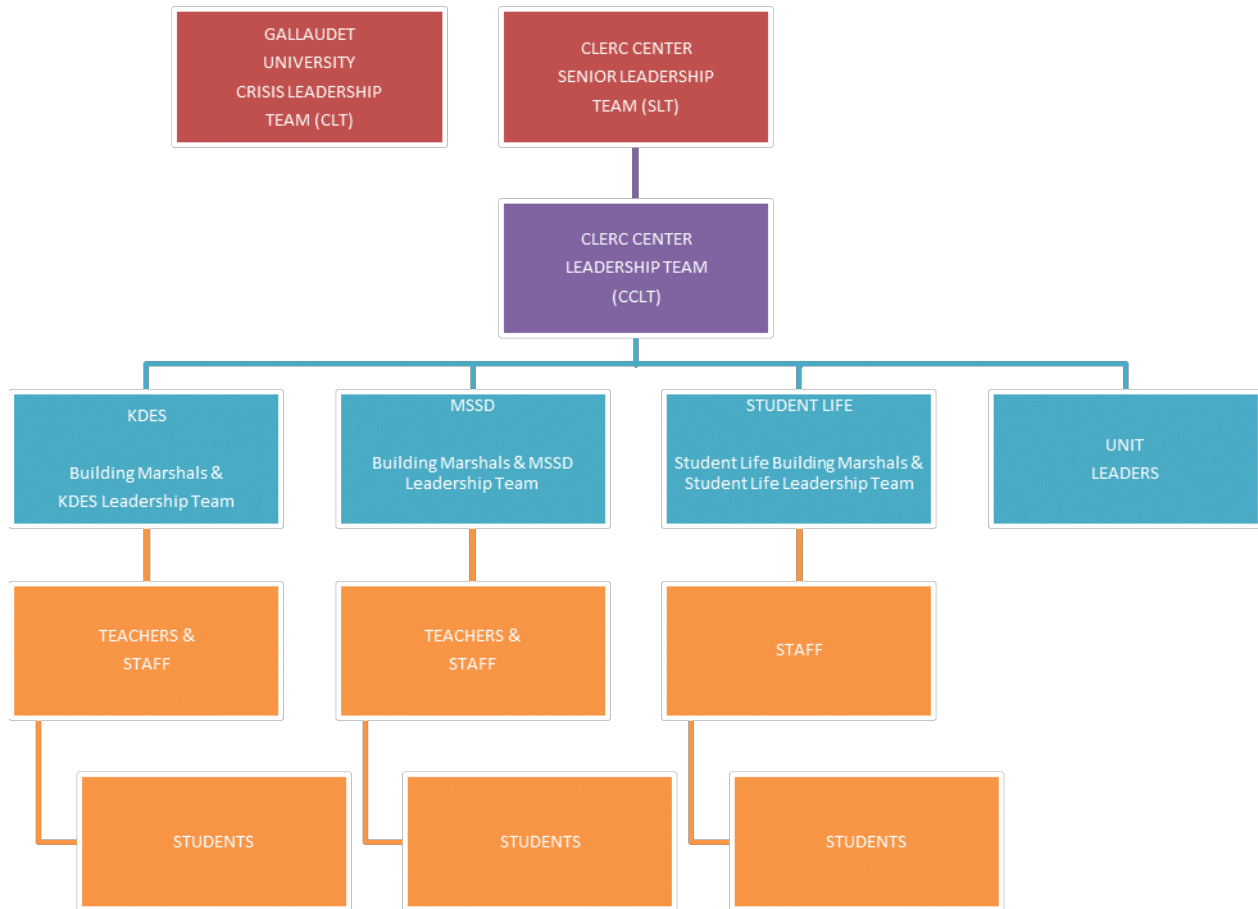 GALLAUDET
UNIVERSITY
CRISIS LEADERSHIP
TEAM (CLT)
CLERC CENTER
SENIOR LEADERSHIP
TEAM (SLT)
CLERC CENTER
LEADERSHIP TEAM
(CCLT)
KDES
Building Marshals &
KDES Leadership Team
MSSD
Building Marshals & MSSD
Leadership Team
STUDENT LIFE
Student Life Building Marshals &
Student Life Leadership Team
UNIT
LEADERS
TEACHERS &
STAFF
TEACHERS &
STAFF
STAFF
STUDENTS
STUDENTS
STUDENTS